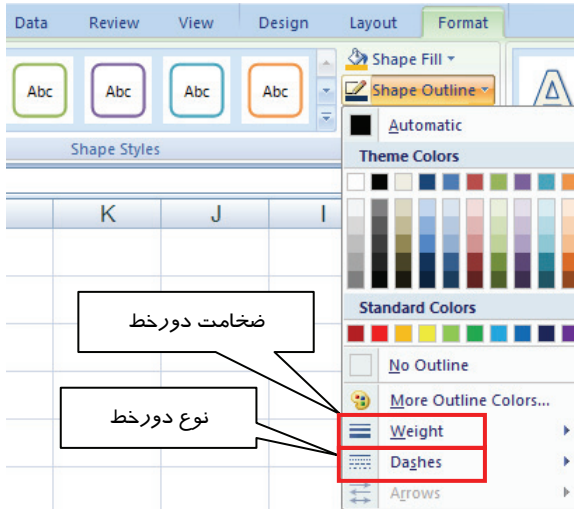 Data Review View Design Layout Format
Shape Fill
Abc Abc Abc Abc Shape Outline A
Automatic
Shape Styles Theme Colors
K J I
Standard Colors
ضخامت دورخط
No Outline
More Outline Colors...
نوع دورخط Weight
Dashes
Arrows